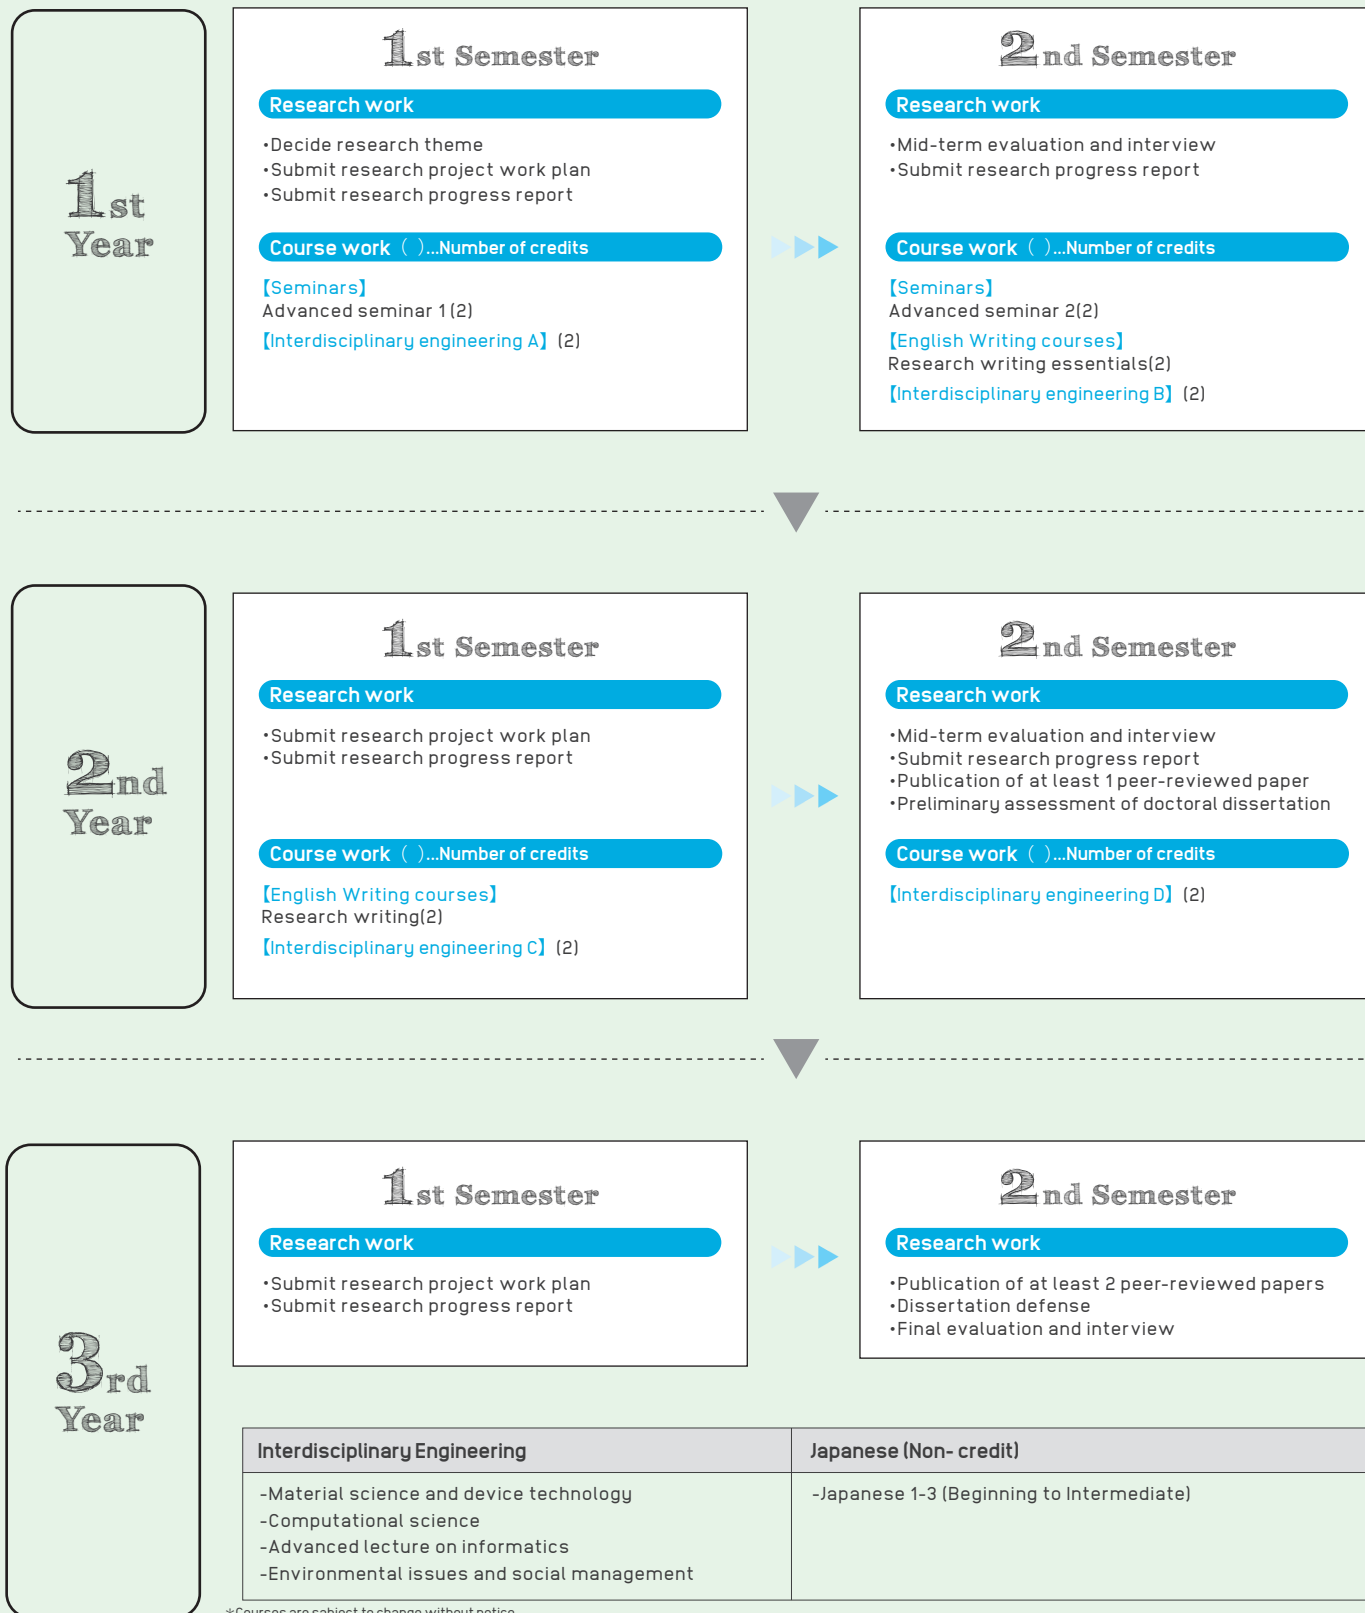 1st
Year
1st Semester
Research work
・Decide research theme
・Submit research project work plan
・Submit research progress report
Course work （ ）...Number of credits
【Seminars】
Advanced seminar 1 (2)
【Interdisciplinary engineering A】 (2)
2nd Semester
Research work
・Mid-term evaluation and interview
・Submit research progress report
Course work （ ）...Number of credits
【Seminars】
Advanced seminar 2(2)
【English Writing courses】
Research writing essentials(2)
【Interdisciplinary engineering B】 (2)
2nd
Year
1st Semester
Research work
・Submit research project work plan
・Submit research progress report
Course work （ ）...Number of credits
【English Writing courses】
Research writing(2)
【Interdisciplinary engineering C】 (2)
2nd Semester
Research work
・Mid-term evaluation and interview
・Submit research progress report
・Publication of at least 1 peer-reviewed paper
・Preliminary assessment of doctoral dissertation
Course work （ ）...Number of credits
【Interdisciplinary engineering D】 (2)
3rd
Year
1st Semester
Research work
・Submit research project work plan
・Submit research progress report
2nd Semester
Research work
・Publication of at least 2 peer-reviewed papers
・Dissertation defense
・Final evaluation and interview
Interdisciplinary Engineering
-Material science and device technology
-Computational science
-Advanced lecture on informatics
-Environmental issues and social management
Japanese (Non- credit)
-Japanese 1-3 (Beginning to Intermediate)
＊Courses are sabject to change without notice